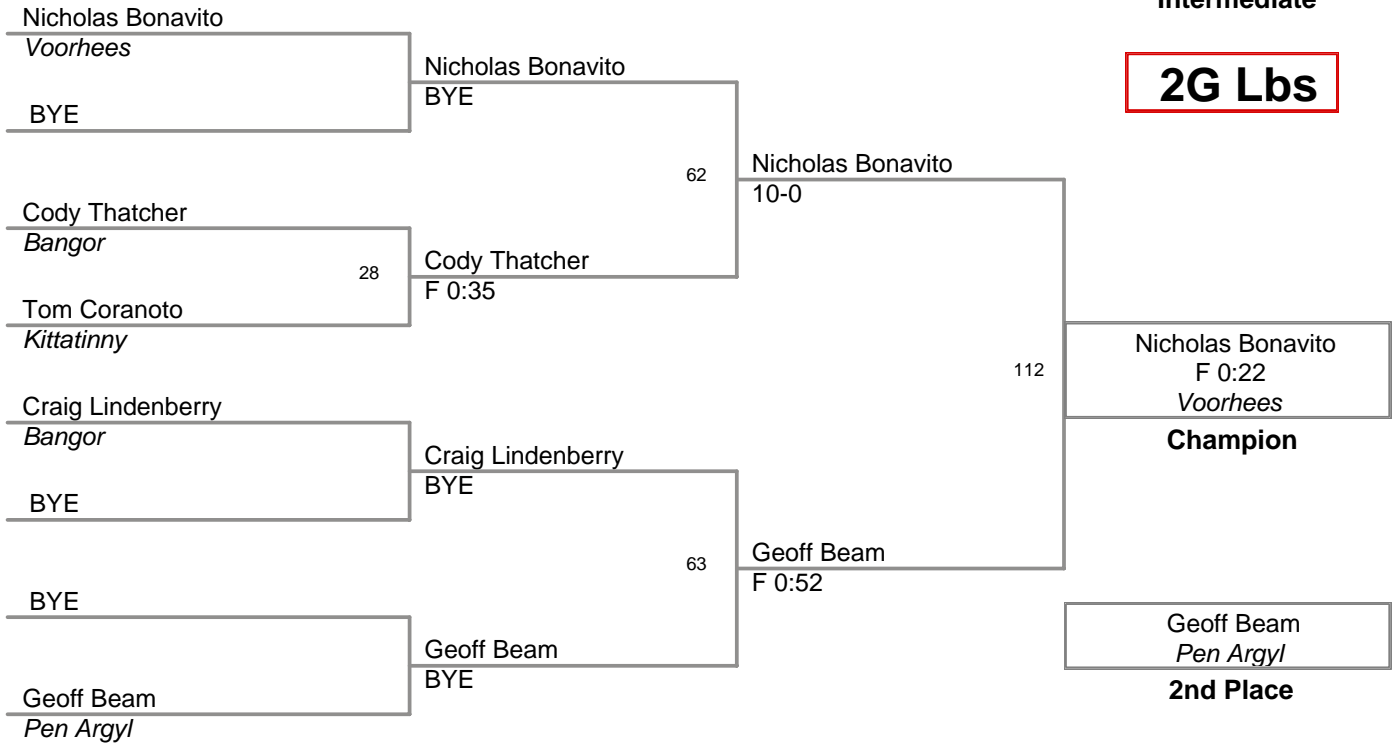 Intermediate
2G Lbs
Nicholas Bonavito
Voorhees
BYE
Cody Thatcher
Bangor
28
Tom Coranoto
Kittatinny
Craig Lindenberry
Bangor
BYE
BYE
Geoff Beam
Pen Argyl
Nicholas Bonavito
BYE
62
Cody Thatcher
F 0:35
Craig Lindenberry
BYE
63
Geoff Beam
BYE
Nicholas Bonavito
10-0
112
Geoff Beam
F 0:52
Nicholas Bonavito
F 0:22
Voorhees
Champion
Geoff Beam
Pen Argyl
2nd Place